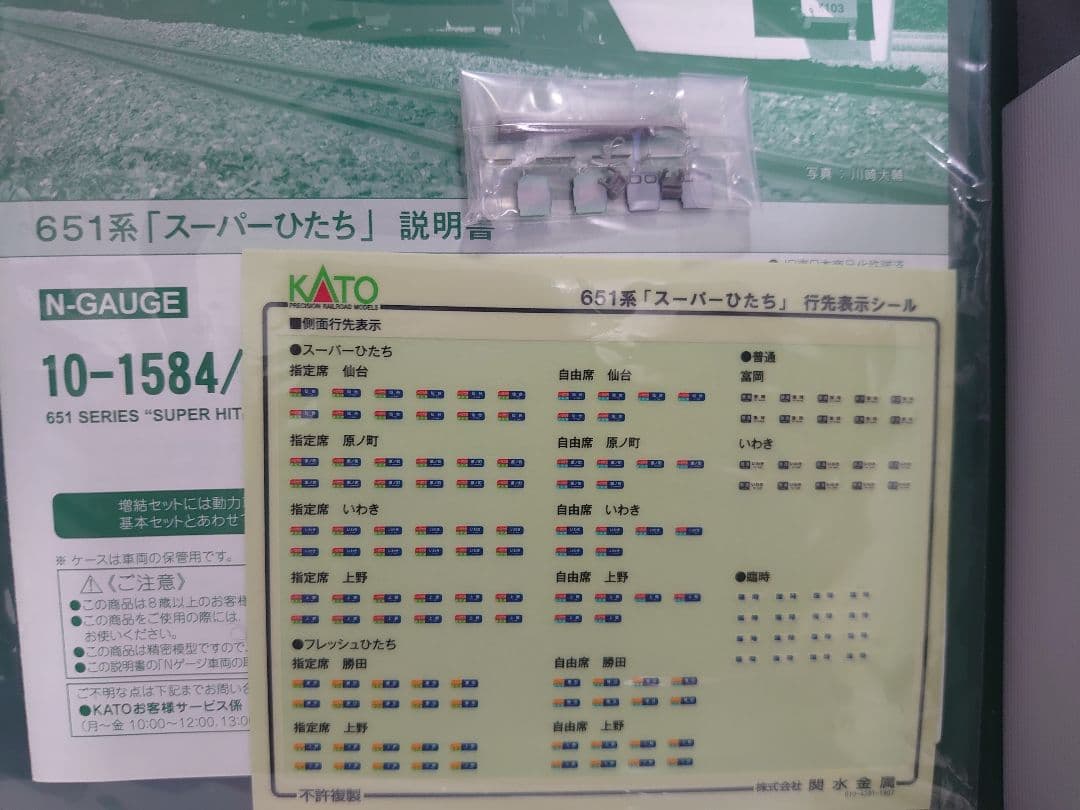 103
写真：川崎大輔
651系「スーパーひたち」 説明書
N-GAUGE
10-1584/
651 SERIES “SUPER HIT
増結セットには動力
基本セットとあわせて
※ ケースは車両の保管用です。
⚠《ご注意》
●この商品は8歳以上のお客様
●この商品をご使用の際には、
お使いください。
●この商品は精密模型ですので、
●この説明書の「Nゲージ車両の取
ご不明な点は下記までお問い合
●KATOお客様サービス係
(月～金 10:00～12:00. 13:00
KATO
PRECISION RAILROAD MODELS
651系「スーパーひたち」 行先表示シール
■側面行先表示
●スーパーひたち
指定席 仙台
自由席 仙台
指定席 原ノ町
自由席 原ノ町
指定席 いわき
自由席 いわき
指定席 上野
自由席 上野
●フレッシュひたち
指定席 勝田
自由席 勝田
指定席 上野
自由席 上野
●普通
富岡
いわき
●臨時
不許複製
株式会社 関水金属